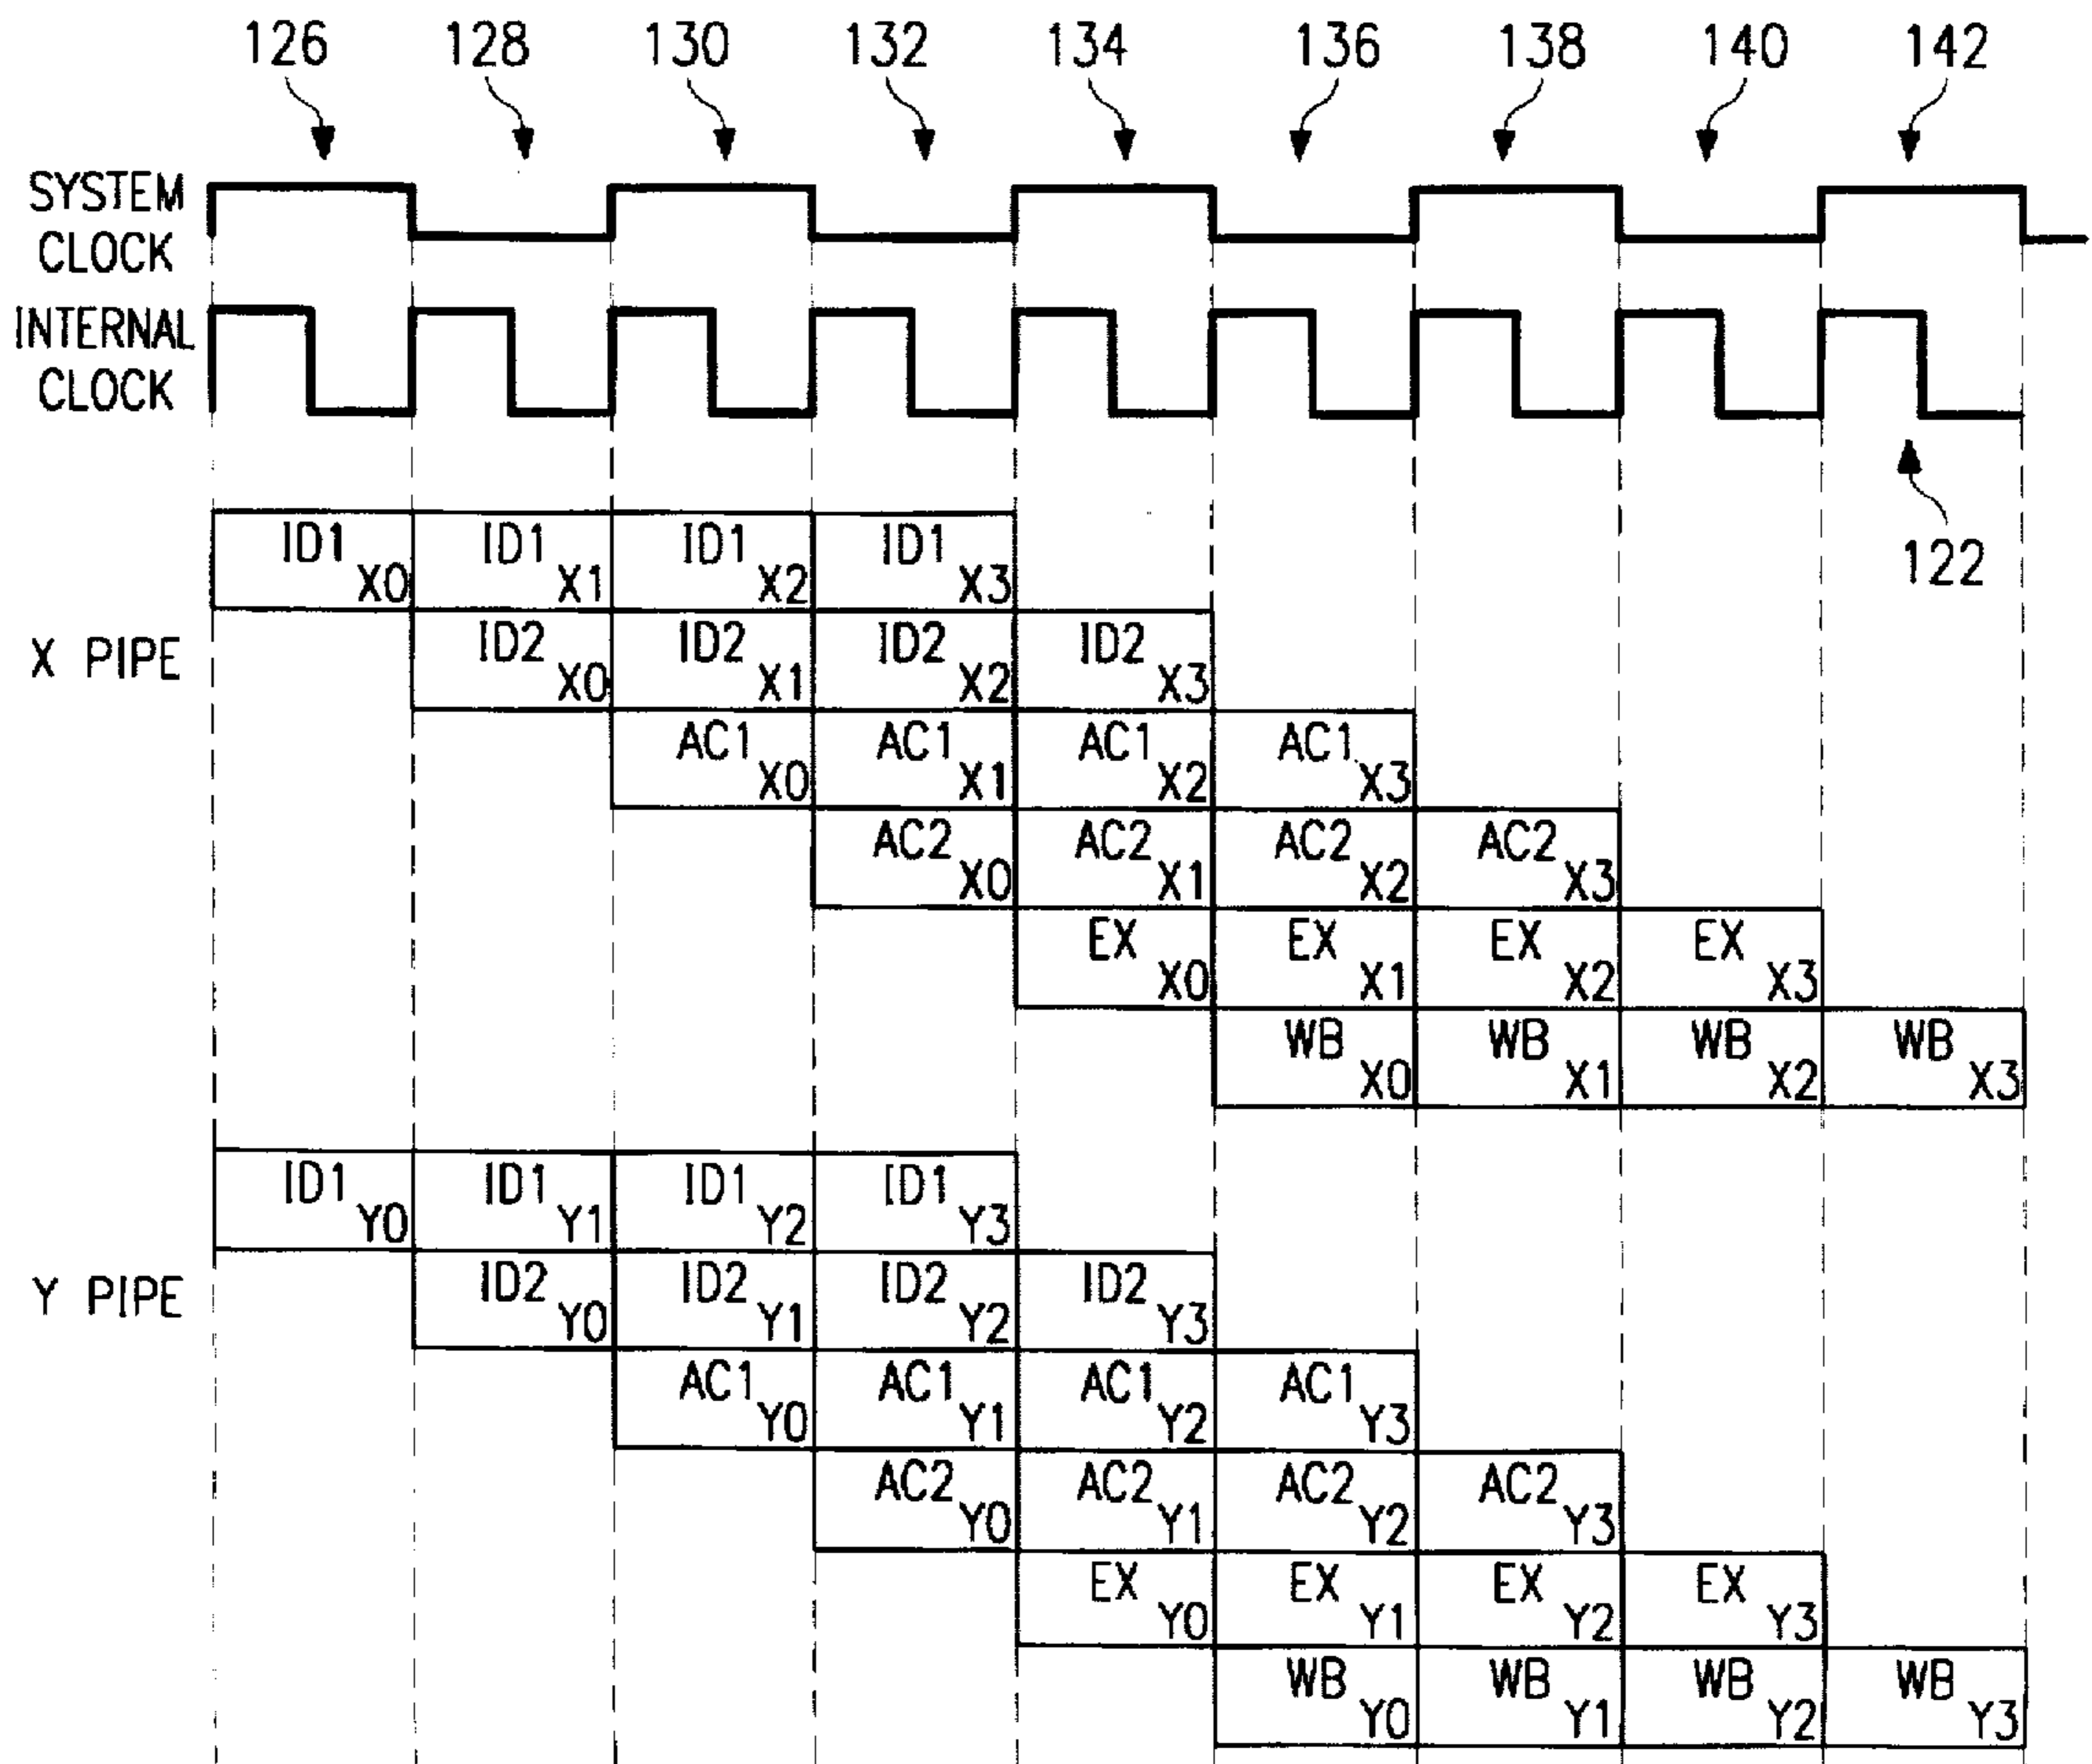 126 128 130 132 134 136 138 140 142
SYSTEM
CLOCK
INTERNAL
CLOCK
122
ID1 X0 ID1 X1 ID1 X2 ID1 X3
X PIPE
ID2 X0 ID2 X1 ID2 X2 ID2 X3
AC1 X0 AC1 X1 AC1 X2 AC1 X3
AC2 X0 AC2 X1 AC2 X2 AC2 X3
EX X0 EX X1 EX X2 EX X3
WB X0 WB X1 WB X2 WB X3
ID1 Y0 ID1 Y1 ID1 Y2 ID1 Y3
Y PIPE
ID2 Y0 ID2 Y1 ID2 Y2 ID2 Y3
AC1 Y0 AC1 Y1 AC1 Y2 AC1 Y3
AC2 Y0 AC2 Y1 AC2 Y2 AC2 Y3
EX Y0 EX Y1 EX Y2 EX Y3
WB Y0 WB Y1 WB Y2 WB Y3